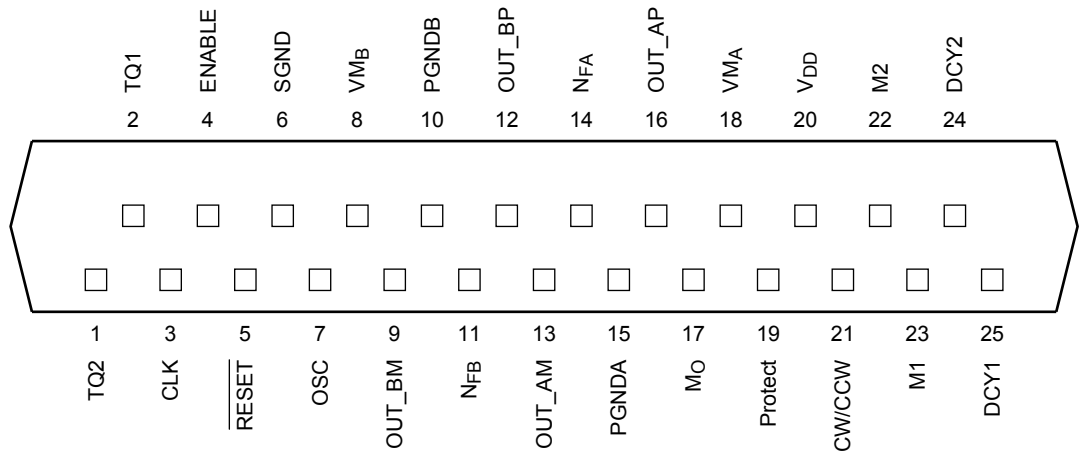 TQ1 ENABLE SGND VMB PGNDB OUT_BP NFA OUT_AP VMA VDD M2 DCY2
2 4 6 8 10 12 14 16 18 20 22 24
1 3 5 7 9 11 13 15 17 19 21 23 25
TQ2 CLK RESET OSC OUT_BM NFB OUT_AM PGNDA MO Protect CW/CCW M1 DCY1